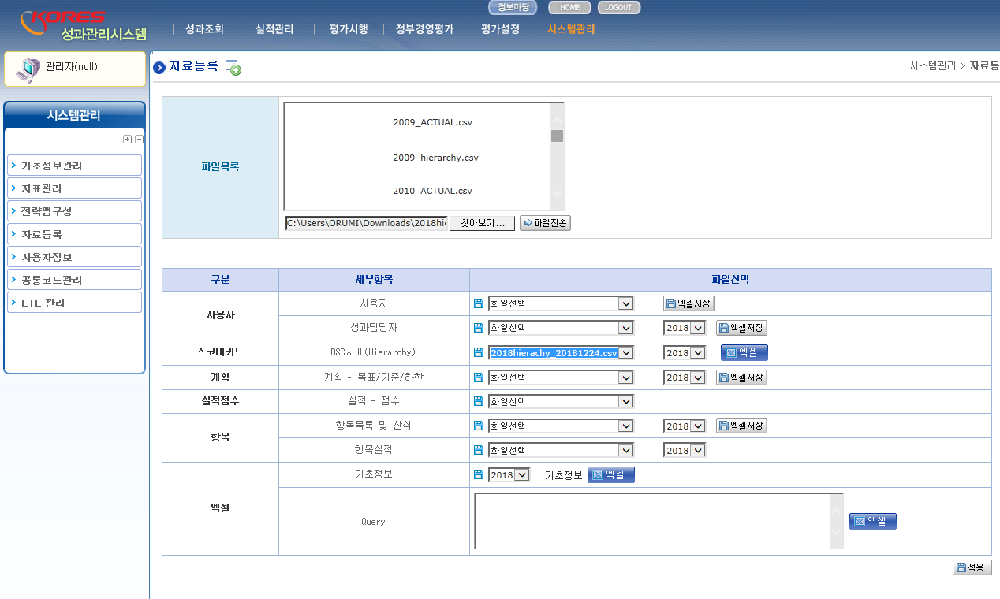 정보마당 HOME LOGOUT
KORES
성과관리시스템
성과조회 실적관리 평가시행 정부경영평가 평가설정 시스템관리
관리자(null)
자료등록
시스템관리 > 자료등
시스템관리
기초정보관리
지표관리
전략맵구성
자료등록
사용자정보
공통코드관리
ETL 관리
파일목록
2009_ACTUAL.csv
2009_hierarchy.csv
2010_ACTUAL.csv
C:\Users\ORUMI\Downloads\2018hie 찾아보기... 파일전송
구분 세부항목 파일선택
사용자 사용자 화일선택 엑셀저장
성과담당자 화일선택 2018 엑셀저장
스코어카드 BSC지표(Hierarchy) 2018hierachy_20181224.csv 2018 엑셀
계획 계획 - 목표/기준/하한 화일선택 2018 엑셀저장
실적점수 실적 - 점수 화일선택
항목 항목목록 및 산식 화일선택 2018 엑셀저장
항목실적 화일선택 2018
엑셀 기초정보 2018 기초정보 엑셀
Query 엑셀
적용